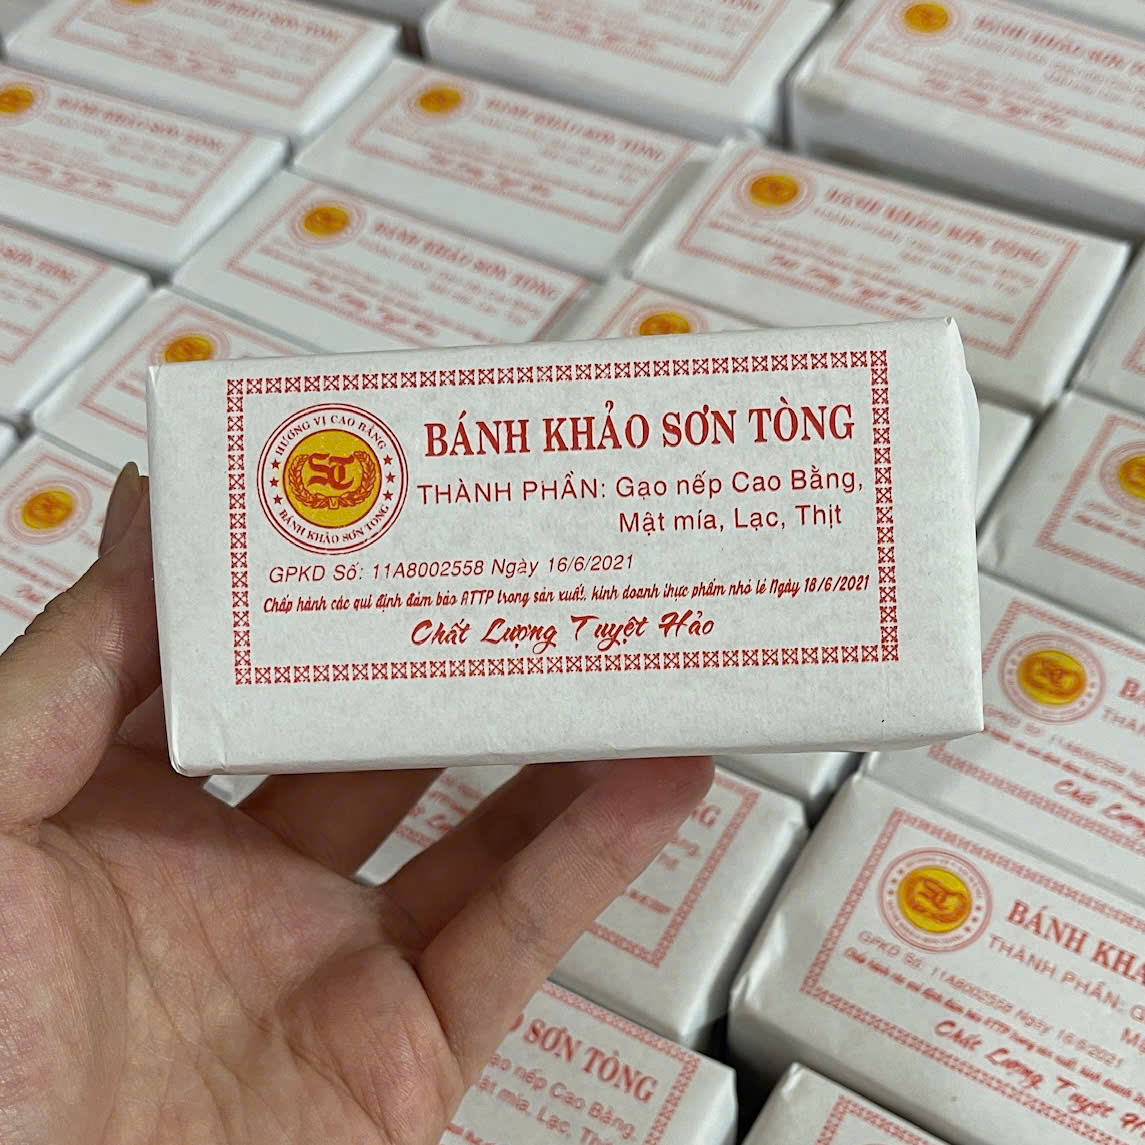 HƯƠNG VỊ CAO BẰNG
ST
BÁNH KHẢO SƠN TÒNG
BÁNH KHẢO SƠN TÒNG
THÀNH PHẦN: Gạo nếp Cao Bằng,
Mật mía, Lạc, Thịt
GPKD Số: 11A8002558 Ngày 16/6/2021
Chấp hành các qui định đảm bảo ATTP trong sản xuất, kinh doanh thực phẩm nhỏ lẻ Ngày 18/6/2021
Chất Lượng Tuyệt Hảo